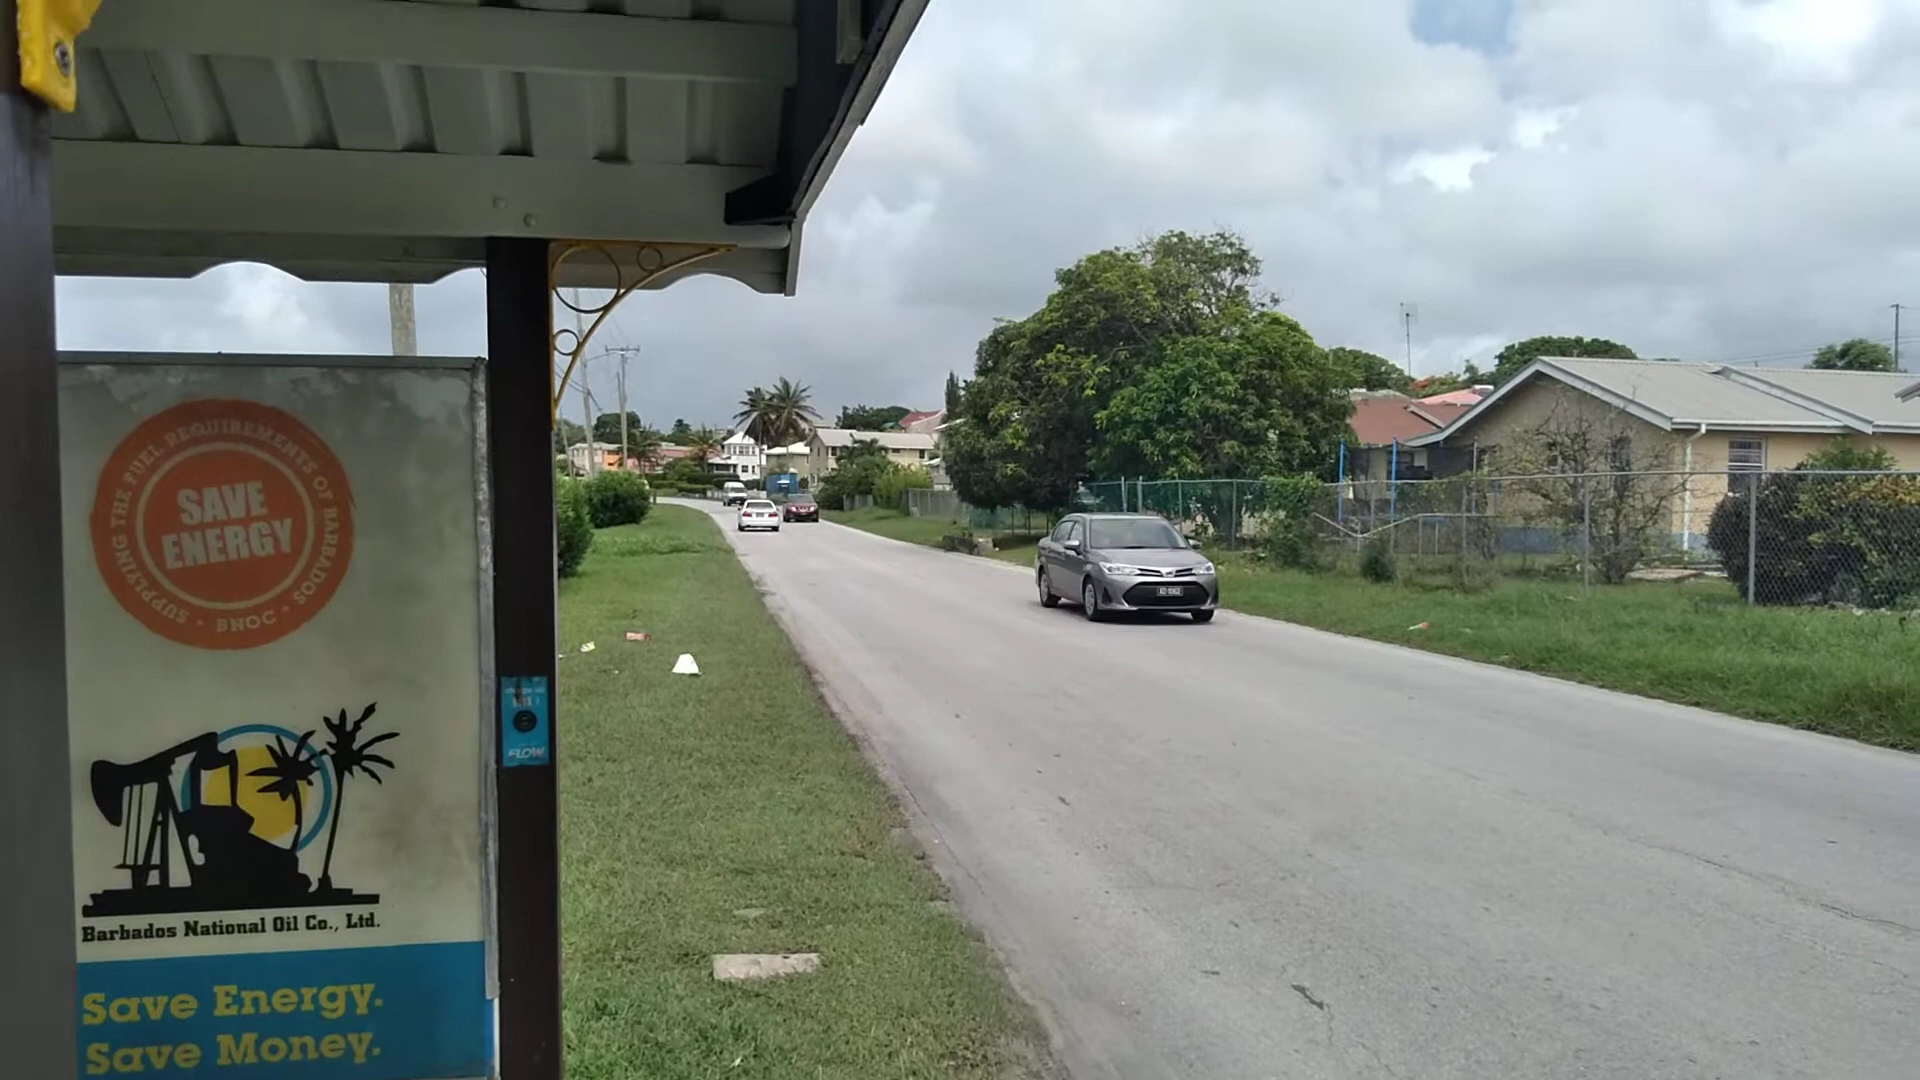 SUPPLYING THE FUEL REQUIREMENTS OF BARBADOS
SAVE
ENERGY
• BNOC •
Barbados National Oil Co., Ltd.
Save Energy.
Save Money.
FLOW